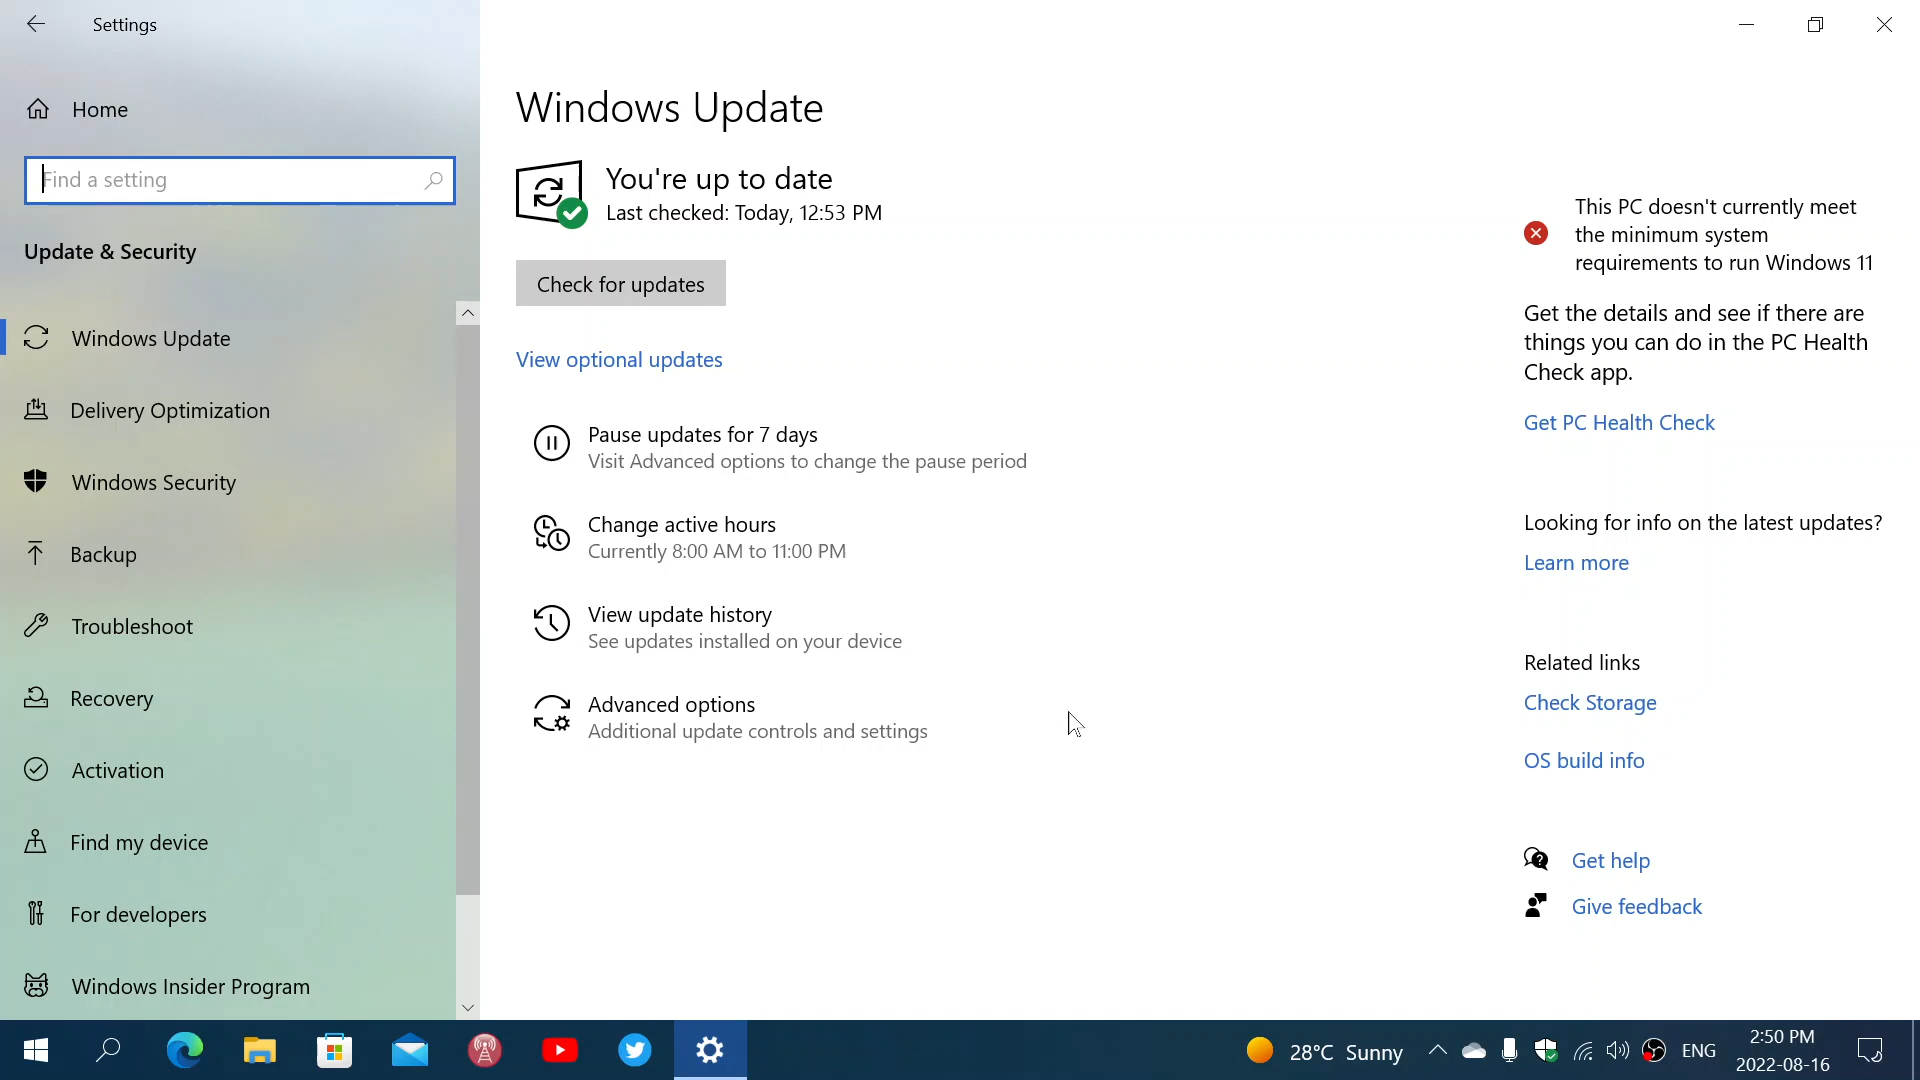 Settings
Home
Find a setting
Update & Security
Windows Update
Delivery Optimization
Windows Security
Backup
Troubleshoot
Recovery
Activation
Find my device
For developers
Windows Insider Program
Windows Update
You're up to date
Last checked: Today, 12:53 PM
Check for updates
View optional updates
Pause updates for 7 days
Visit Advanced options to change the pause period
Change active hours
Currently 8:00 AM to 11:00 PM
View update history
See updates installed on your device
Advanced options
Additional update controls and settings
This PC doesn't currently meet
the minimum system
requirements to run Windows 11
Get the details and see if there are
things you can do in the PC Health
Check app.
Get PC Health Check
Looking for info on the latest updates?
Learn more
Related links
Check Storage
OS build info
Get help
Give feedback
28°C Sunny
ENG
2:50 PM
2022-08-16